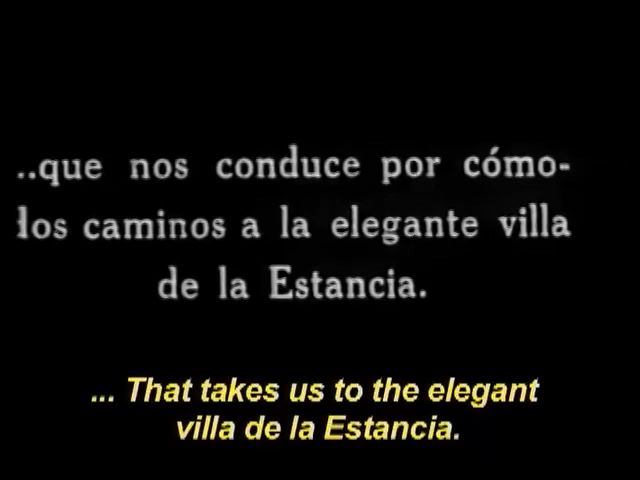 ..que nos conduce por cómo-
dos caminos a la elegante villa
de la Estancia.
... That takes us to the elegant
villa de la Estancia.